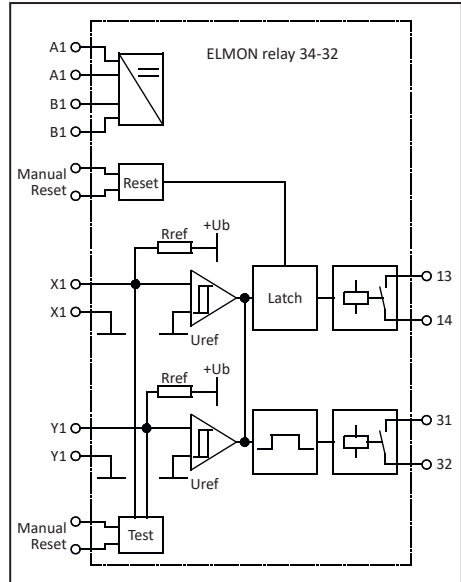 ELMON relay 34-32
A1
A1
B1
B1
Manual
Reset
Reset
Rref
+Ub
X1
X1
Uref
Latch
13
14
Rref
+Ub
Y1
Y1
Uref
31
32
Manual
Reset
Test